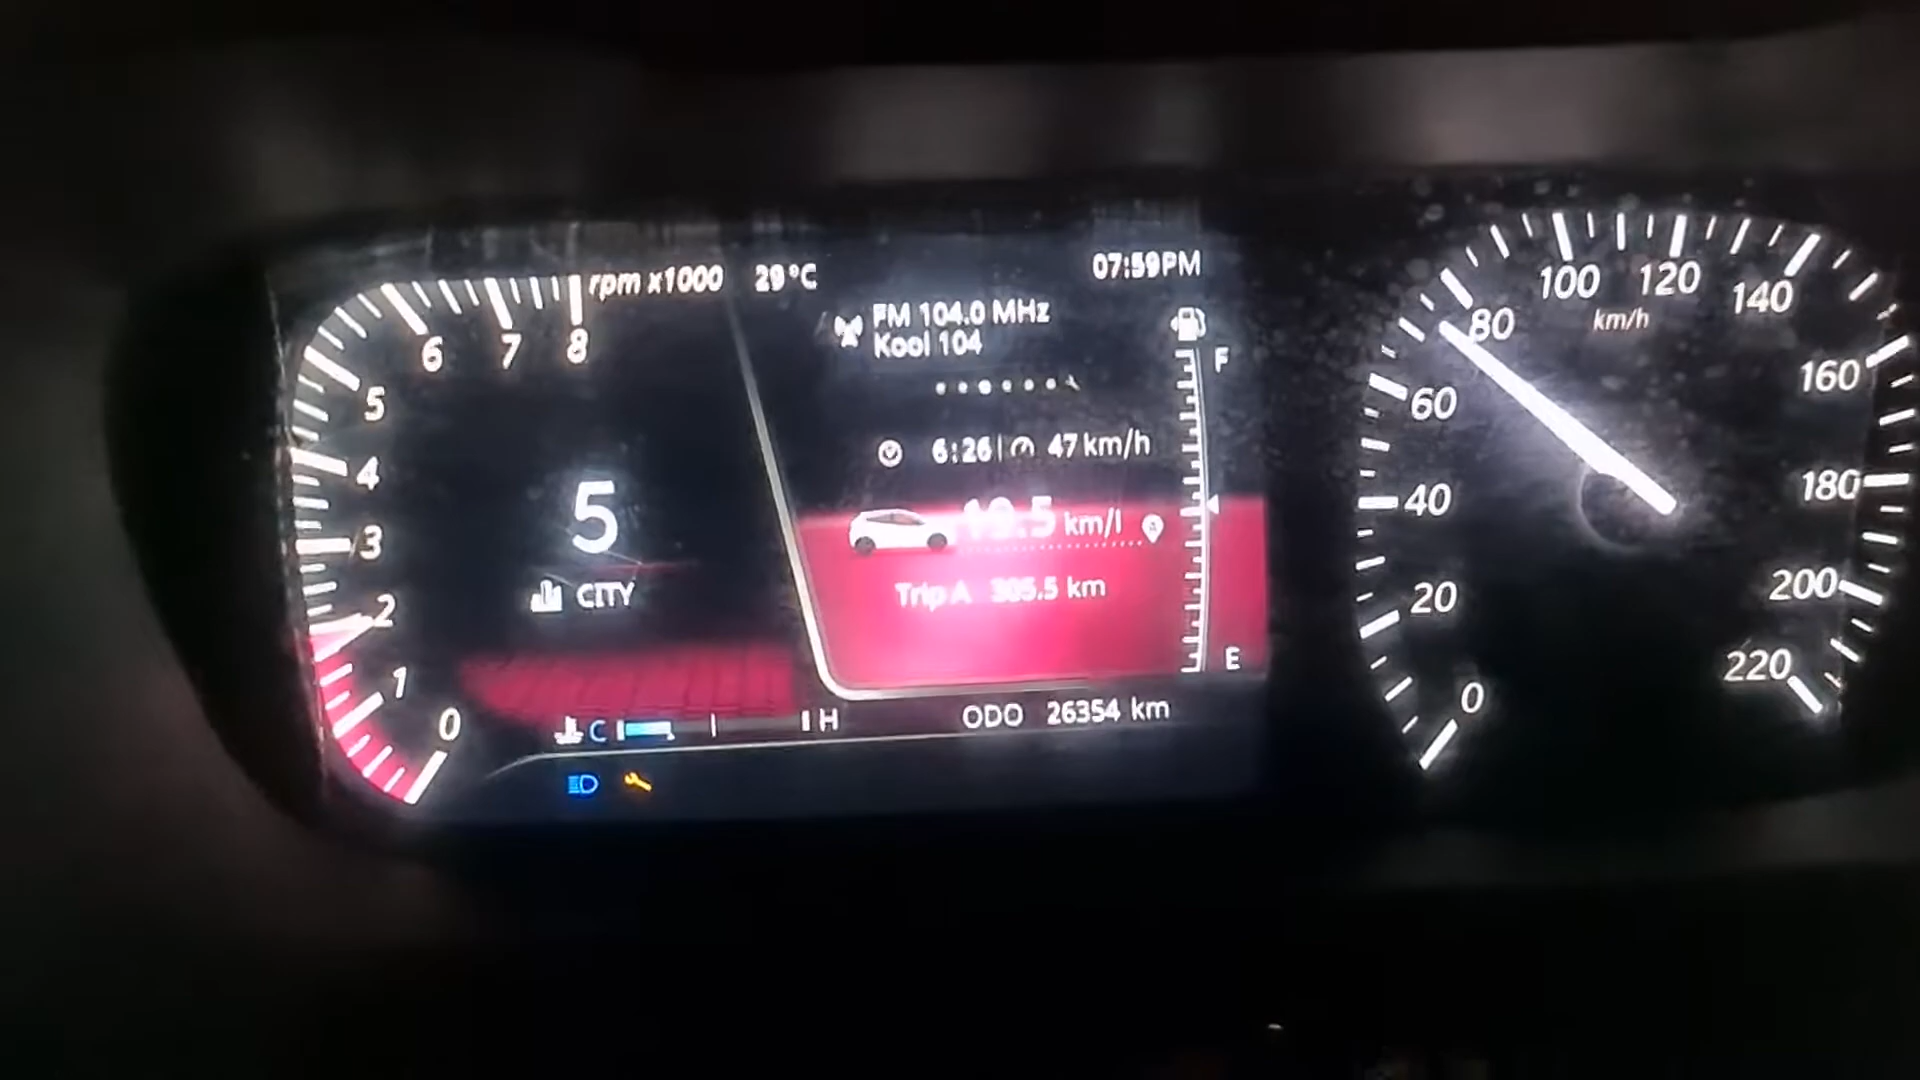 rpm x1000
29°C
07:59PM
FM 104.0 MHz
Kool 104
F
6:26 | 47 km/h
km/l
Trip A 305.5 km
E
ODO 26354 km
8
7
6
5
4
3
2
1
0
5
CITY
C H
0
20
40
60
80
100
120
140
160
180
200
220
km/h